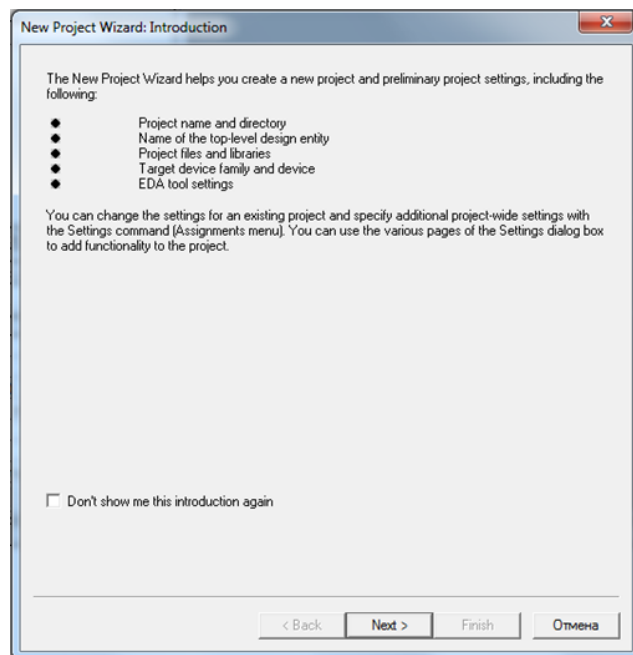 New Project Wizard: Introduction
The New Project Wizard helps you create a new project and preliminary project settings, including the
following:
Project name and directory
Name of the top-level design entity
Project files and libraries
Target device family and device
EDA tool settings
You can change the settings for an existing project and specify additional project-wide settings with
the Settings command (Assignments menu). You can use the various pages of the Settings dialog box
to add functionality to the project.
Don't show me this introduction again
< Back Next > Finish Отмена